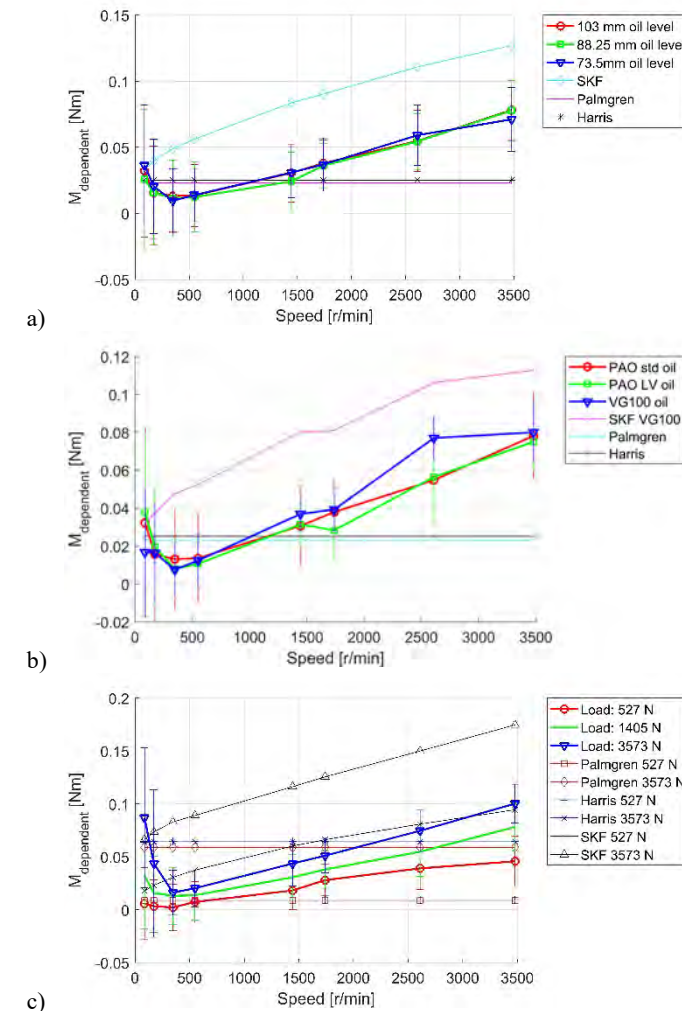 0.15
0.1
0.05
0
-0.05
M_dependent [Nm]
0 500 1000 1500 2000 2500 3000 3500
Speed [r/min]
103 mm oil level
88.25 mm oil level
73.5mm oil level
SKF
Palmgren
Harris
a)
0.12
0.1
0.08
0.06
0.04
0.02
0
-0.02
M_dependent [Nm]
0 500 1000 1500 2000 2500 3000 3500
Speed [r/min]
PAO std oil
PAO LV oil
VG100 oil
SKF VG100
Palmgren
Harris
b)
0.2
0.15
0.1
0.05
0
-0.05
M_dependent [Nm]
0 500 1000 1500 2000 2500 3000 3500
Speed [r/min]
Load: 527 N
Load: 1405 N
Load: 3573 N
Palmgren 527 N
Palmgren 3573 N
Harris 527 N
Harris 3573 N
SKF 527 N
SKF 3573 N
c)